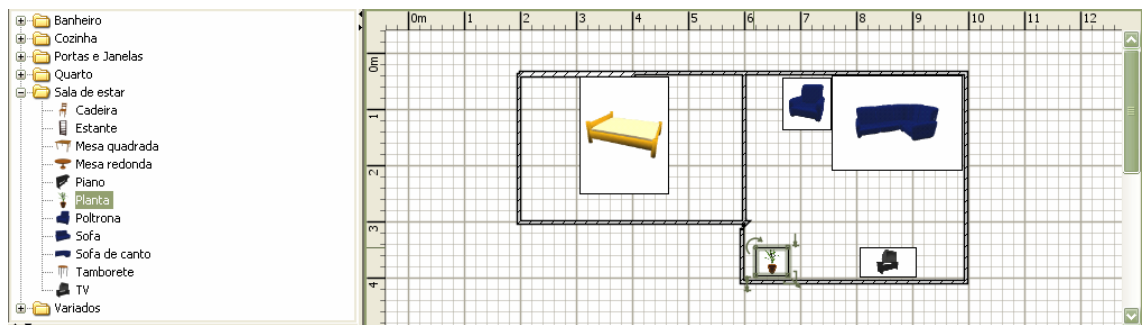 Banheiro
Cozinha
Portas e Janelas
Quarto
Sala de estar
Cadeira
Estante
Mesa quadrada
Mesa redonda
Piano
Planta
Poltrona
Sofa
Sofa de canto
Tamborete
TV
Variados
0m 1 2 3 4 5 6 7 8 9 10 11 12
0m
1
2
3
4